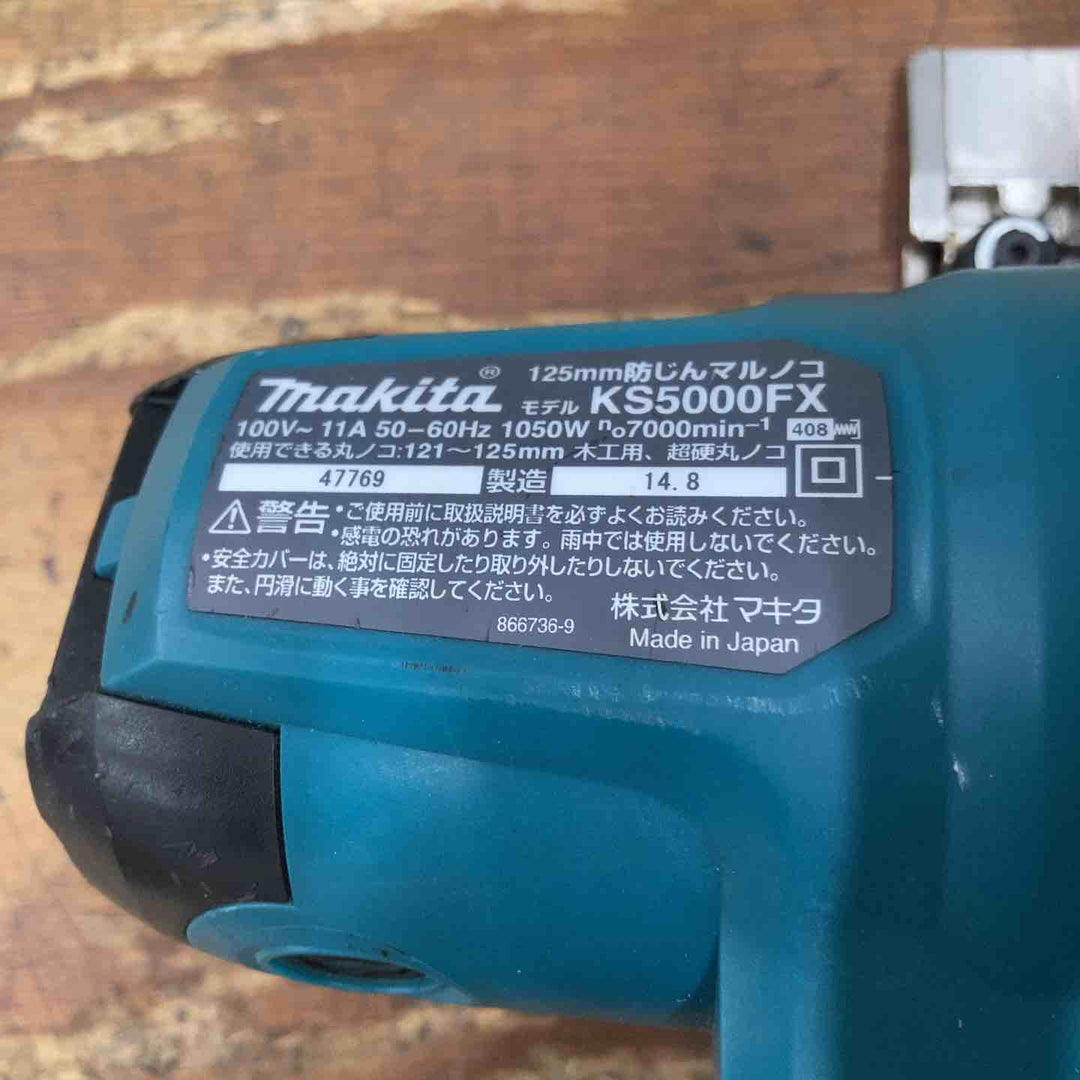 makita® 125mm防じんマルノコ
モデル KS5000FX
100V~ 11A 50-60Hz 1050W n₀7000min⁻¹ 408
使用できる丸ノコ:121~125mm 木工用、超硬丸ノコ
47769 製造 14.8
警告 •ご使用前に取扱説明書を必ずよくお読みください。
•感電の恐れがあります。雨中では使用しないでください。
•安全カバーは、絶対に固定したり取り外したりしないでください。
また、円滑に動く事を確認してください。
866736-9
株式会社 マキタ
Made in Japan